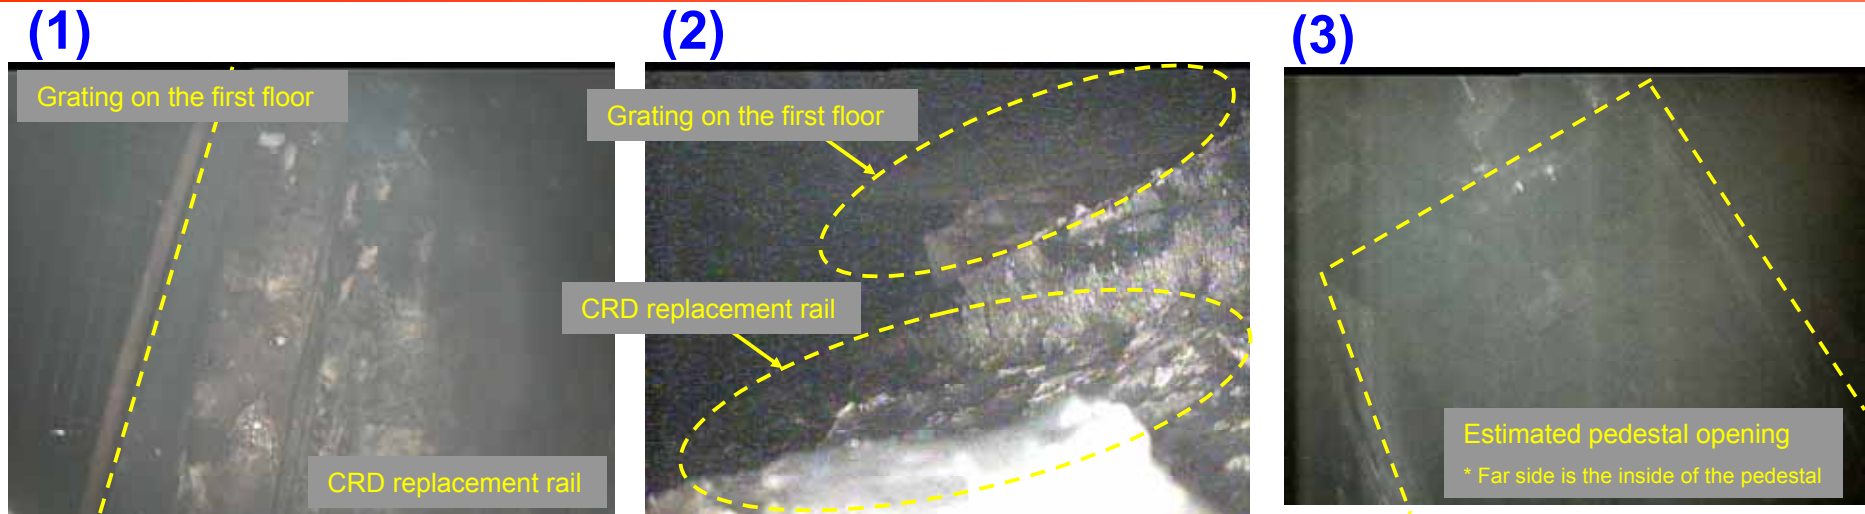 (1)
Grating on the first floor
CRD replacement rail
(2)
Grating on the first floor
CRD replacement rail
(3)
Estimated pedestal opening
* Far side is the inside of the pedestal